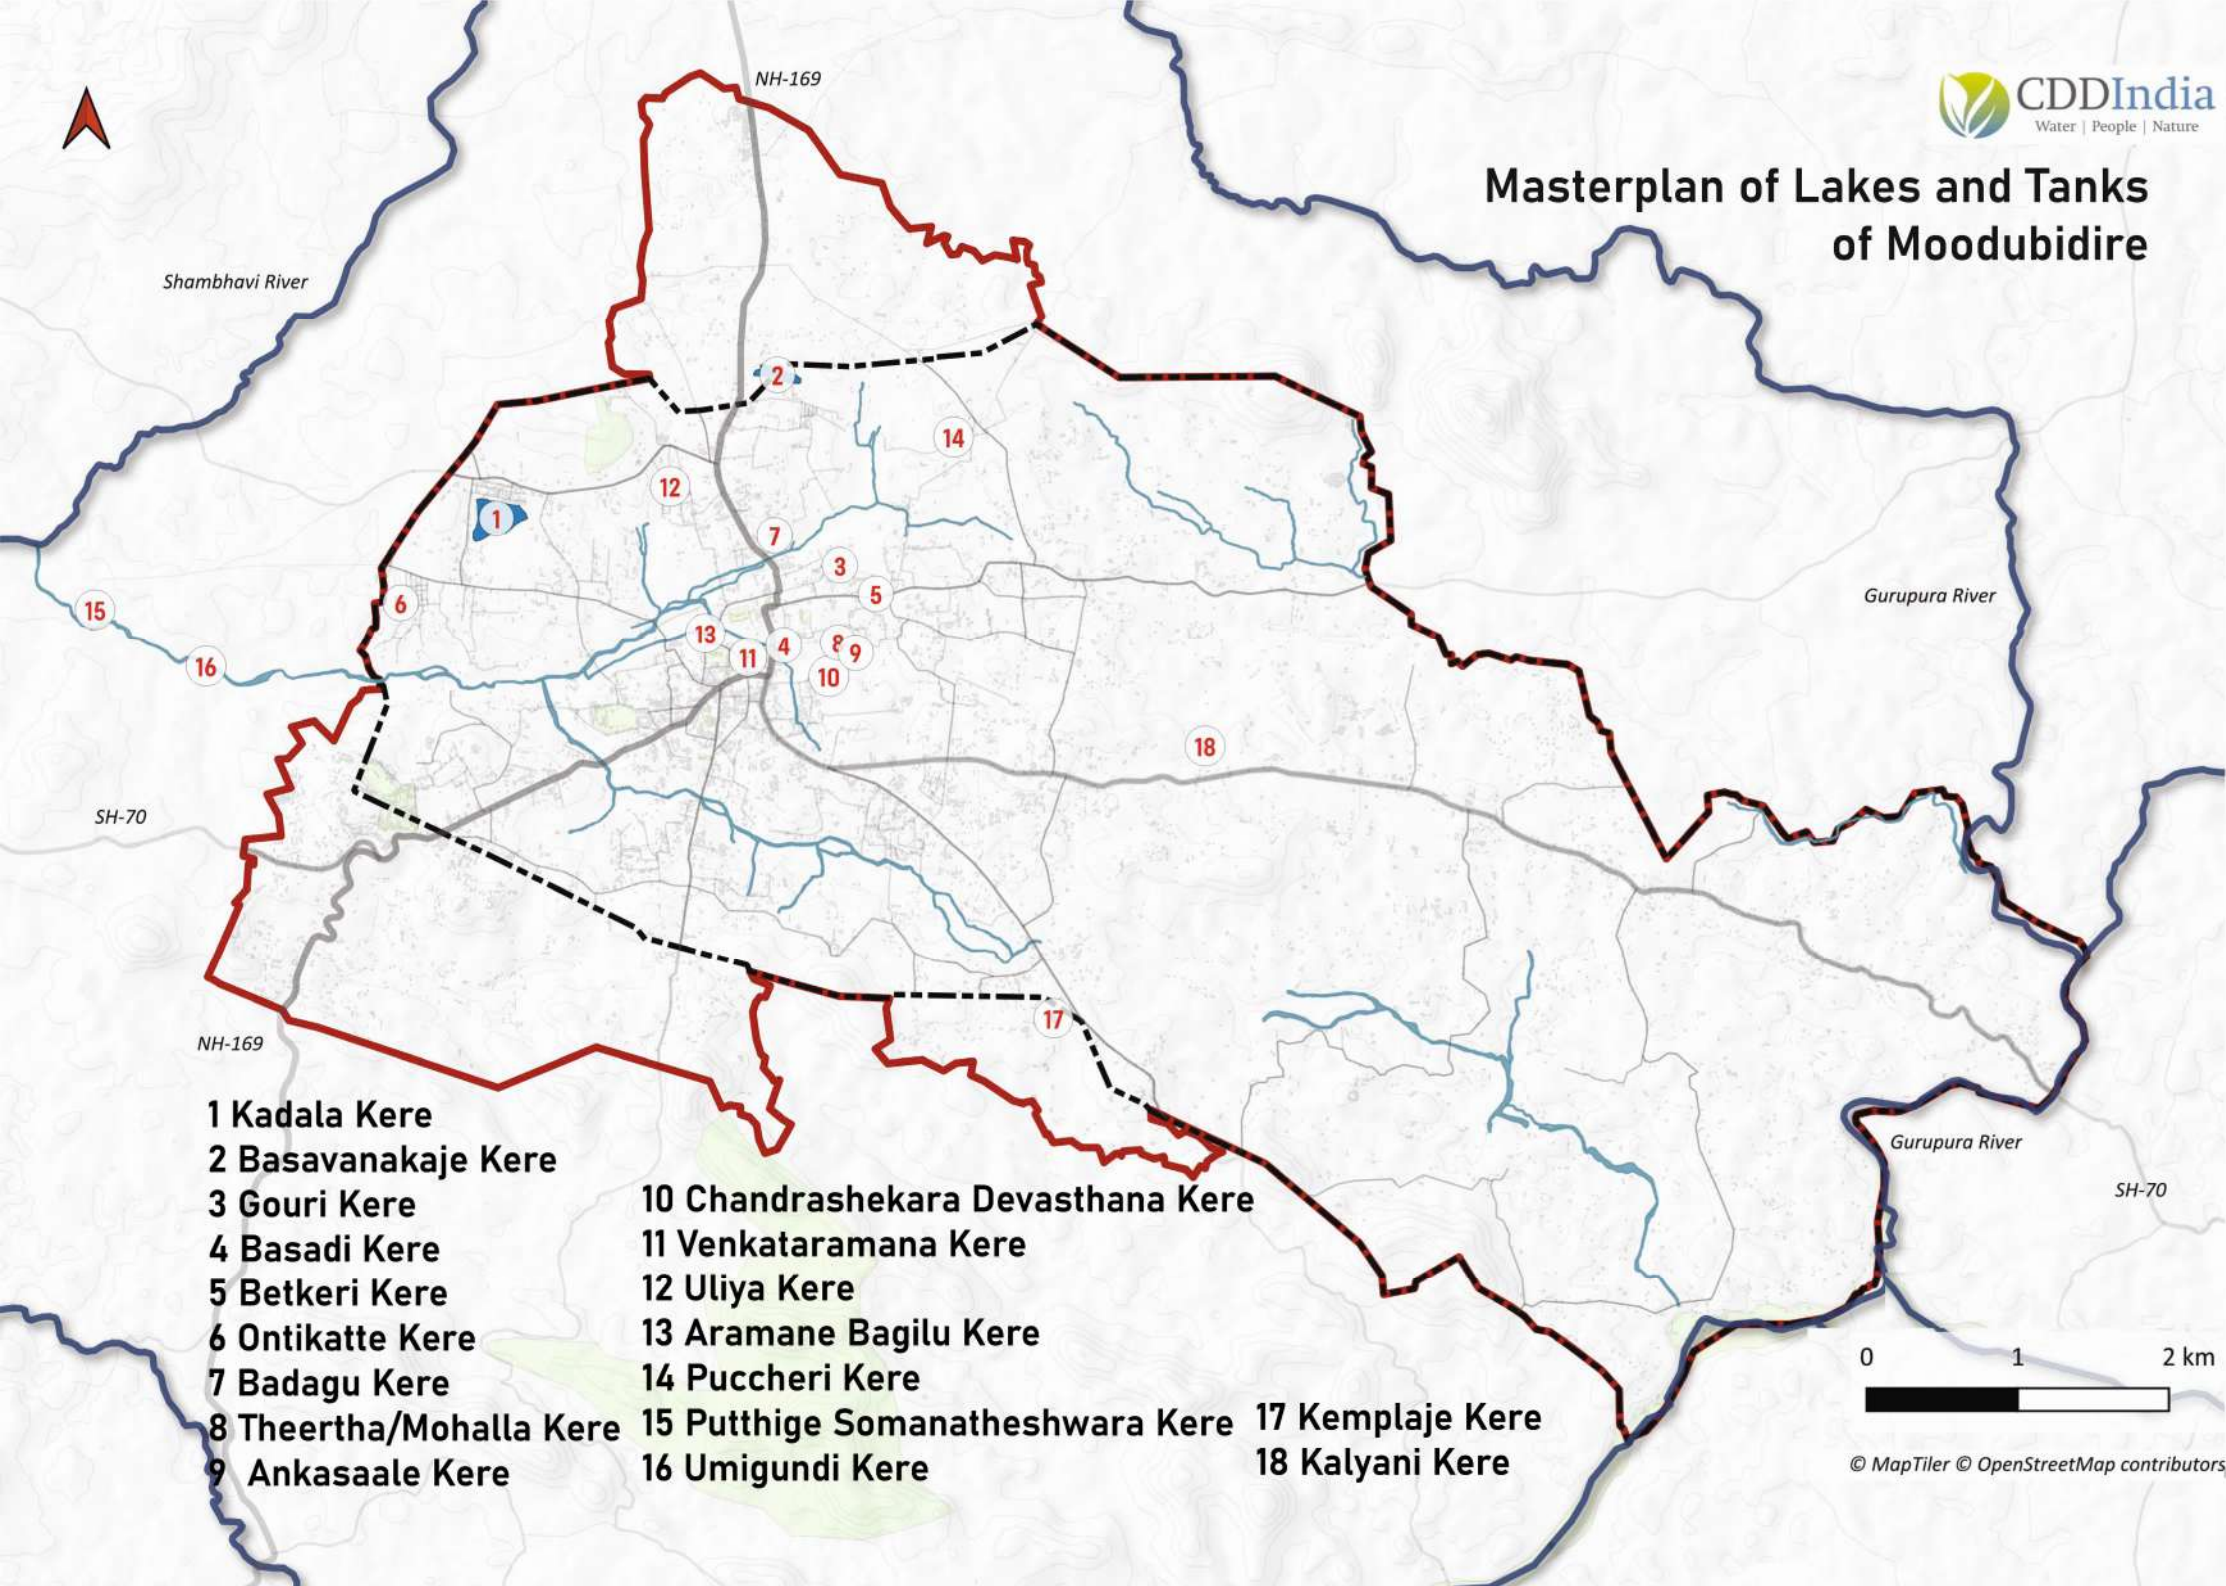 NH-169
CDDIndia
Water | People | Nature
Masterplan of Lakes and Tanks
of Moodubidire
Shambhavi River
2
14
12
1
7
3
5
6
15
13
4
8
9
11
16
10
18
Gurupura River
SH-70
17
NH-169
Gurupura River
SH-70
1 Kadala Kere
2 Basavanakaje Kere
3 Gouri Kere
4 Basadi Kere
5 Betkeri Kere
6 Ontikatte Kere
7 Badagu Kere
8 Theertha/Mohalla Kere
9 Ankasaale Kere
10 Chandrashekara Devasthana Kere
11 Venkataramana Kere
12 Uliya Kere
13 Aramane Bagilu Kere
14 Puccheri Kere
15 Putthige Somanatheshwara Kere
16 Umigundi Kere
17 Kemplaje Kere
18 Kalyani Kere
0 1 2 km
© MapTiler © OpenStreetMap contributors